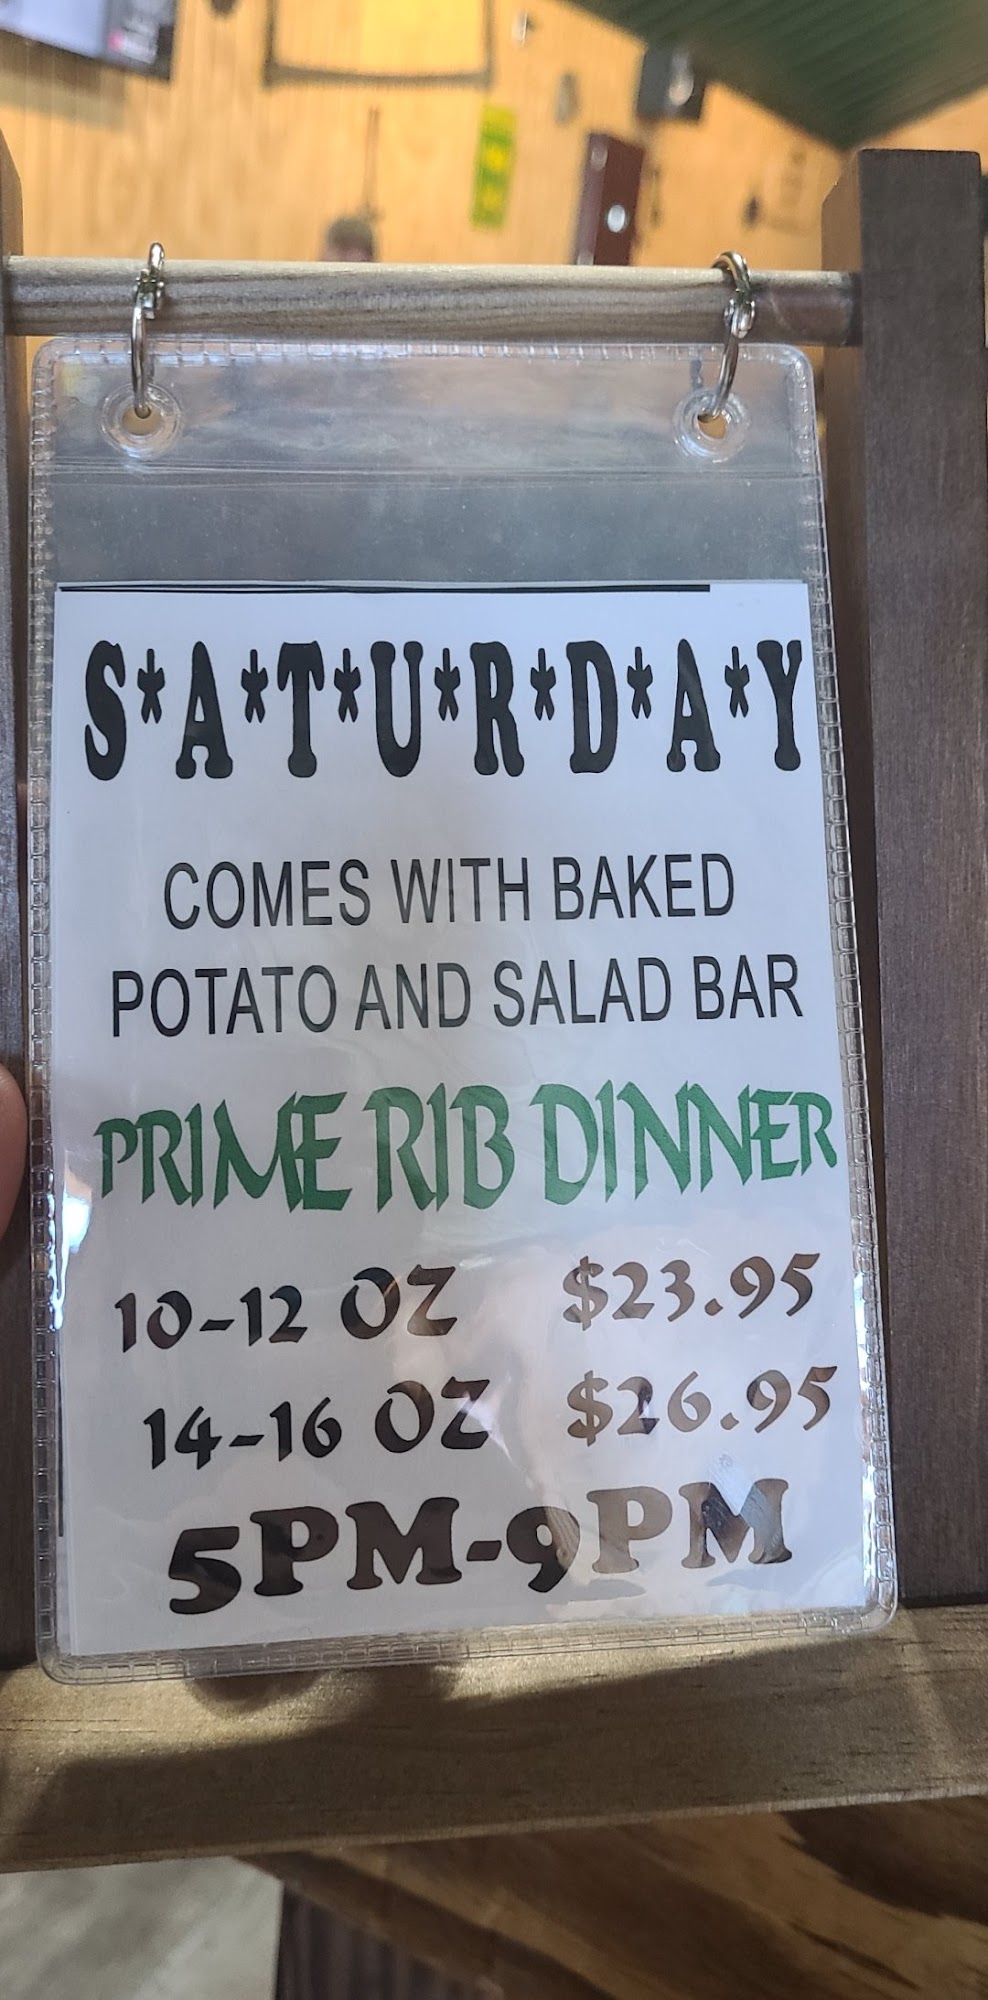 S*A*T*U*R*D*A*Y
COMES WITH BAKED
POTATO AND SALAD BAR
PRIME RIB DINNER
10-12 OZ $23.95
14-16 OZ $26.95
5PM-9PM